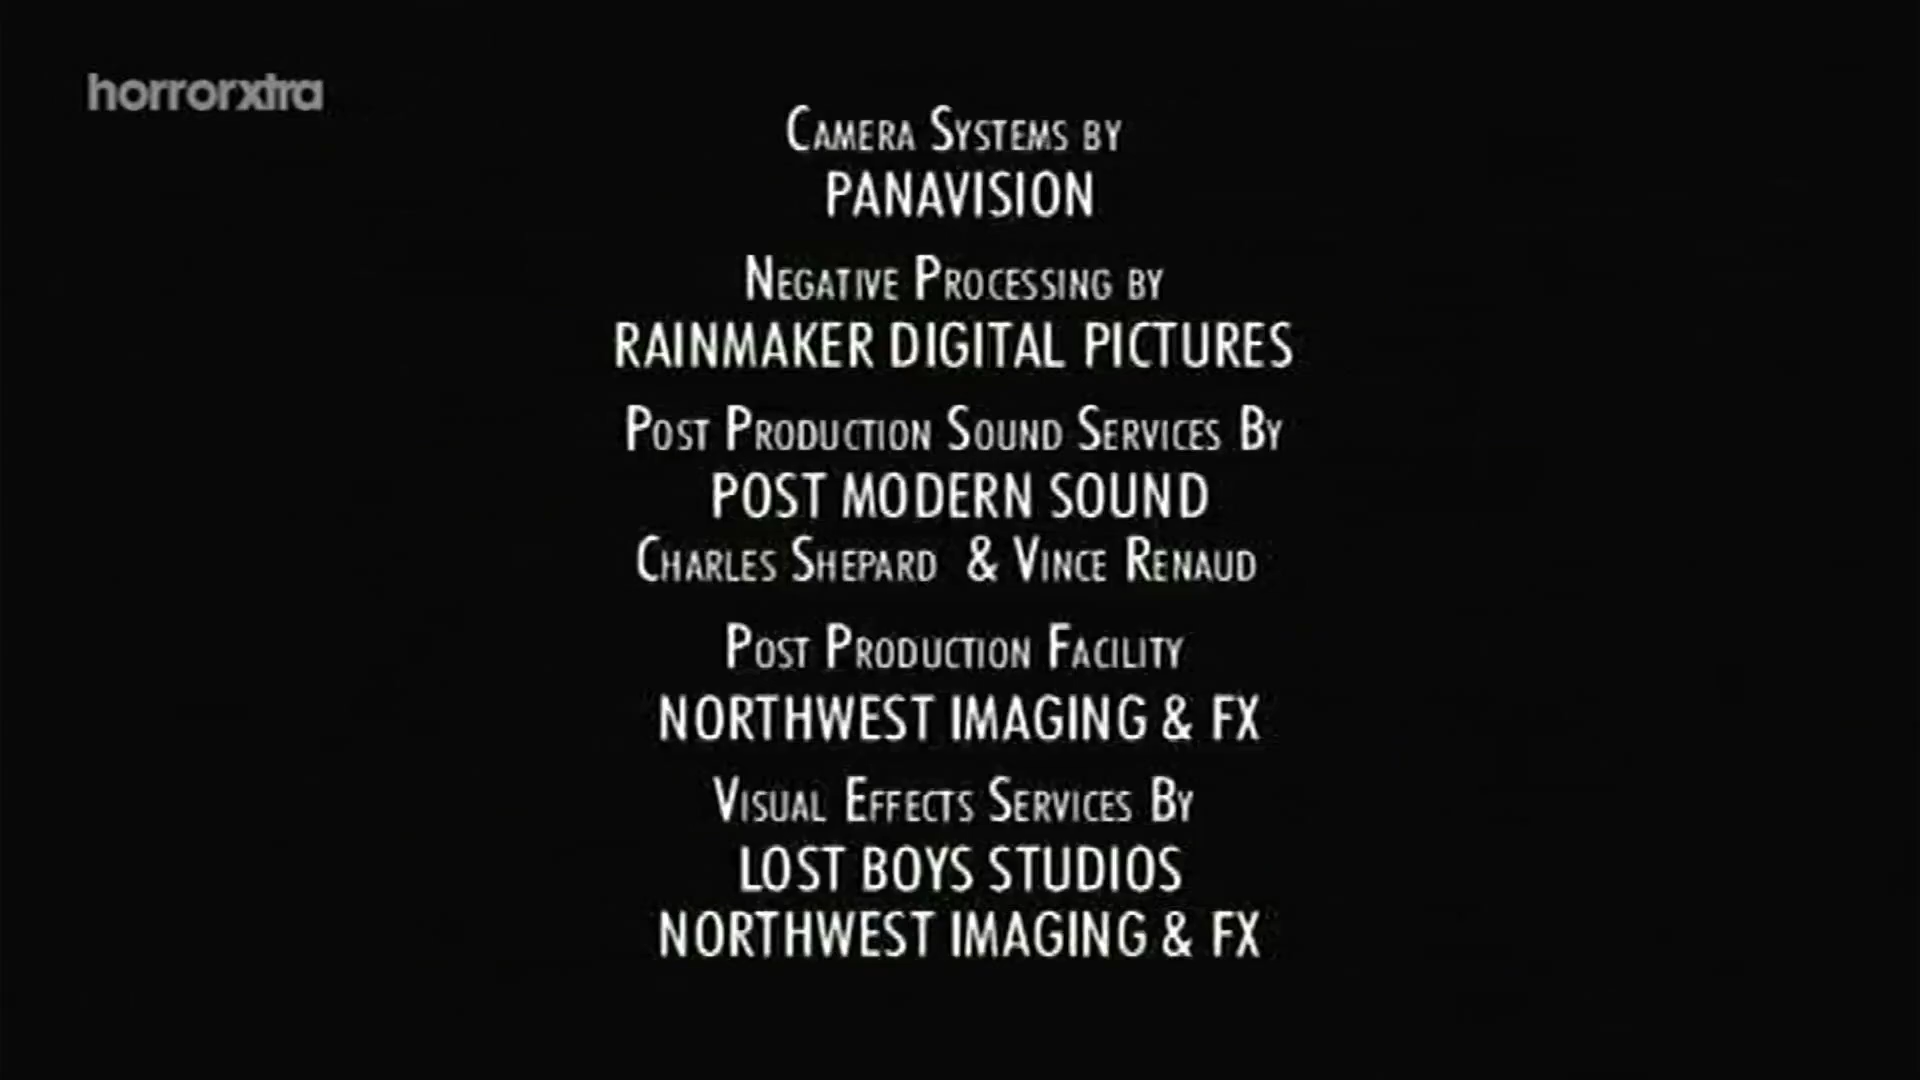 horrorxtra
Camera Systems by
PANAVISION
Negative Processing by
RAINMAKER DIGITAL PICTURES
Post Production Sound Services By
POST MODERN SOUND
Charles Shepard & Vince Renaud
Post Production Facility
NORTHWEST IMAGING & FX
Visual Effects Services By
LOST BOYS STUDIOS
NORTHWEST IMAGING & FX